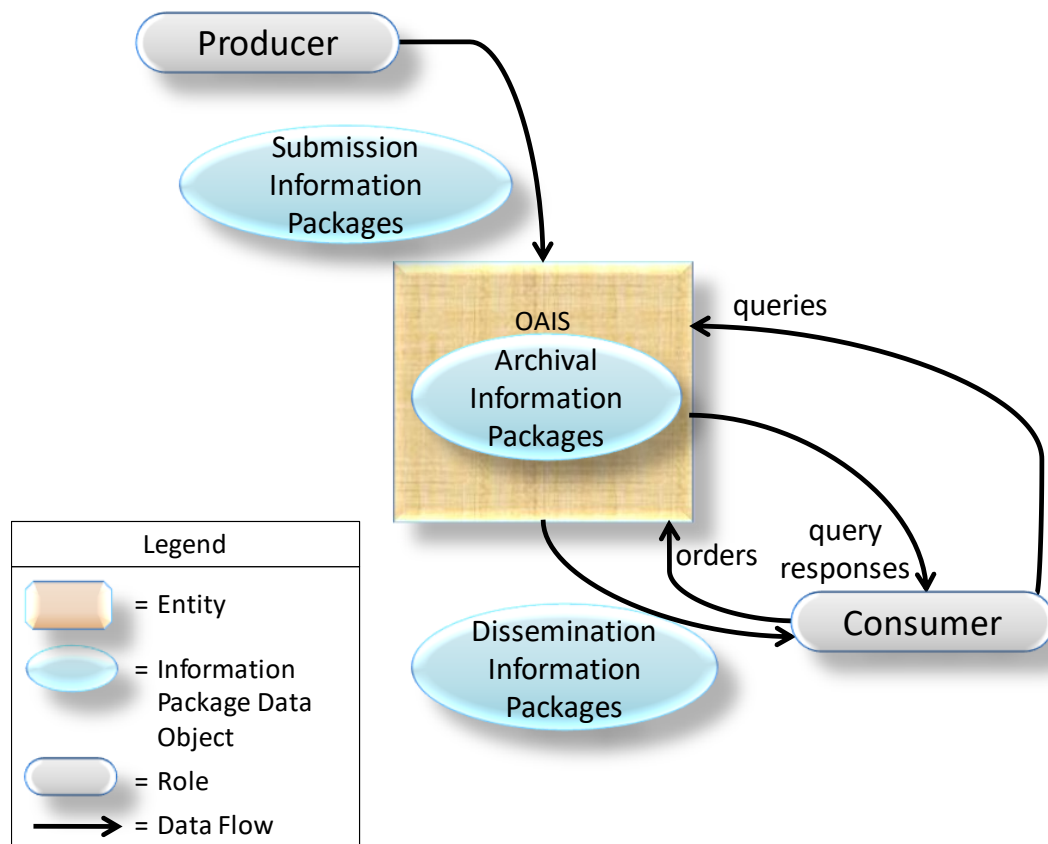 Producer
Submission
Information
Packages
queries
OAIS
Archival
Information
Packages
query
responses
orders
Consumer
Dissemination
Information
Packages
Legend
= Entity
= Information
Package Data
Object
= Role
= Data Flow